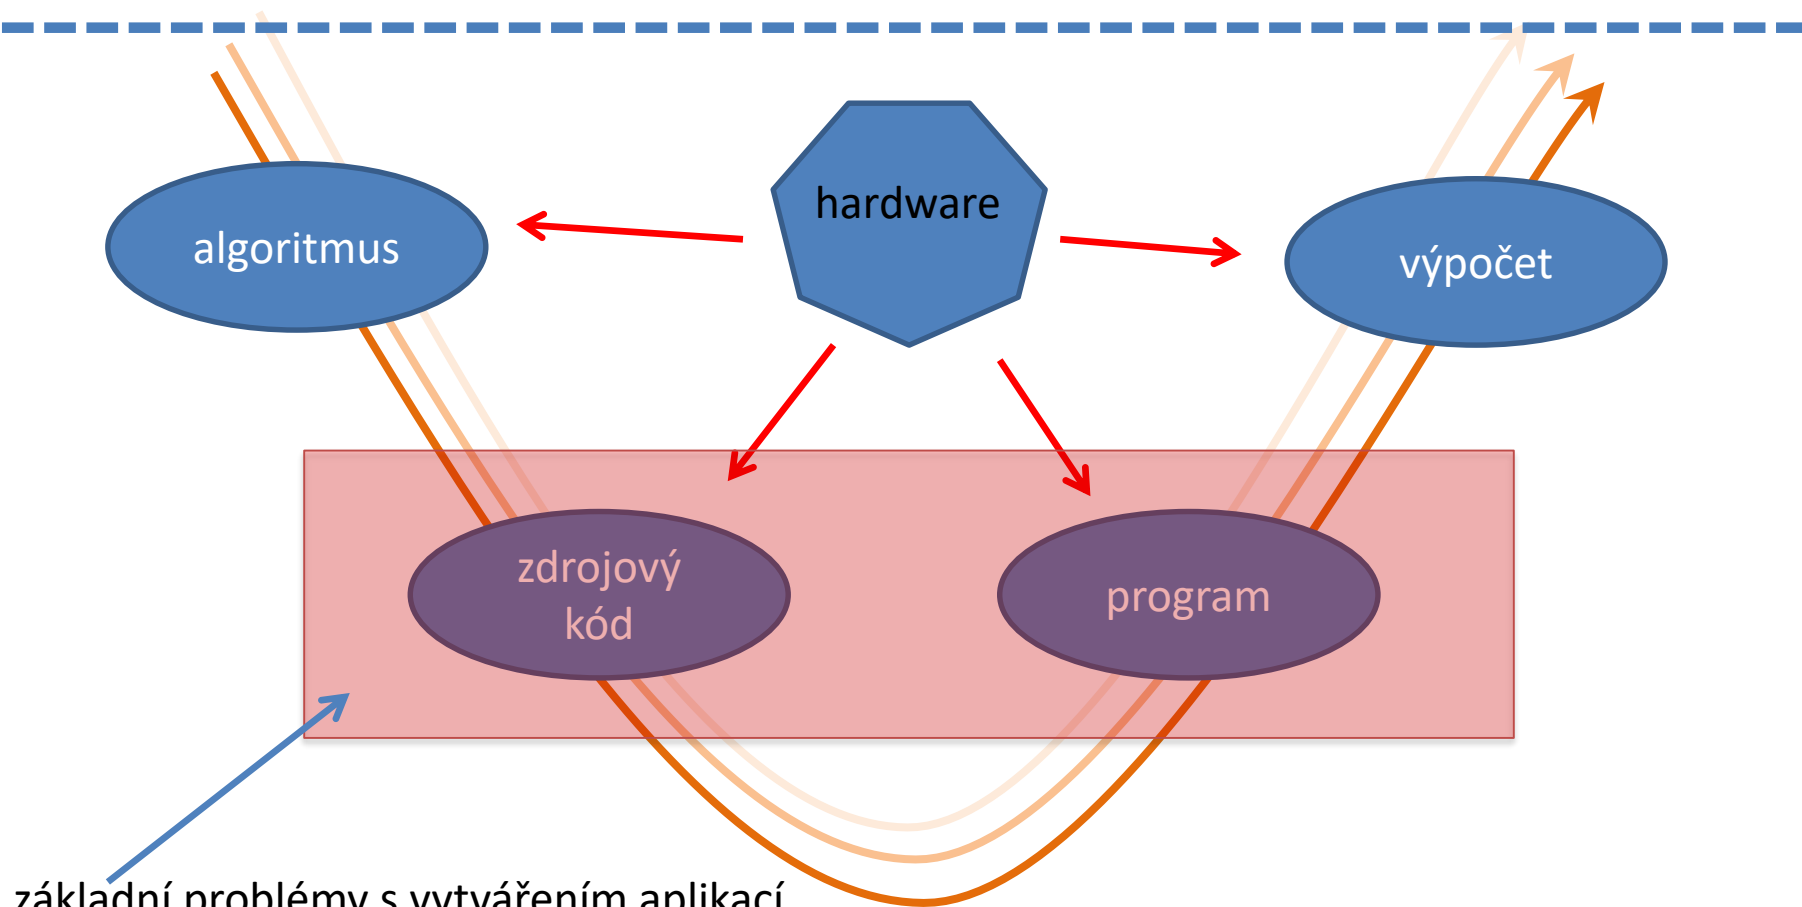 hardware
algoritmus
výpočet
zdrojový
kód
program
základní problémy s vytvářením aplikací